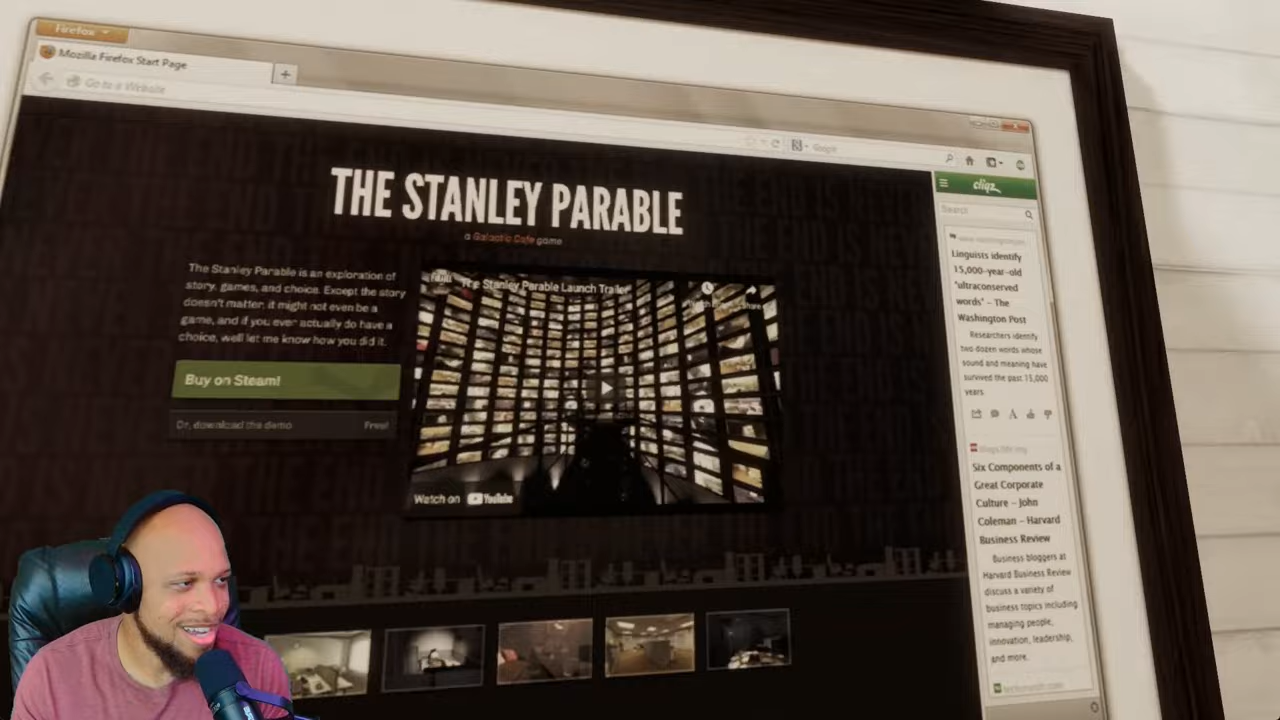 Firefox
Mozilla Firefox Start Page
Go to a Website
Google
THE STANLEY PARABLE
a Galactic Cafe game
The Stanley Parable is an exploration of
story, games, and choice. Except the story
doesn't matter, it might not even be a
game, and if you ever actually do have a
choice, well let me know how you did it.
Buy on Steam!
Or, download the demo
Free!
The Stanley Parable Launch Trailer
Share
Watch on YouTube
cliqz
Search
Linguists identify
15,000-year-old
'ultraconserved
words' – The
Washington Post
Researchers identify
two-dozen words whose
sound and meaning have
survived the past 15,000
years.
Six Components of a
Great Corporate
Culture – John
Coleman – Harvard
Business Review
Business bloggers at
Harvard Business Review
discuss a variety of
business topics including
managing people,
innovation, leadership,
and more.